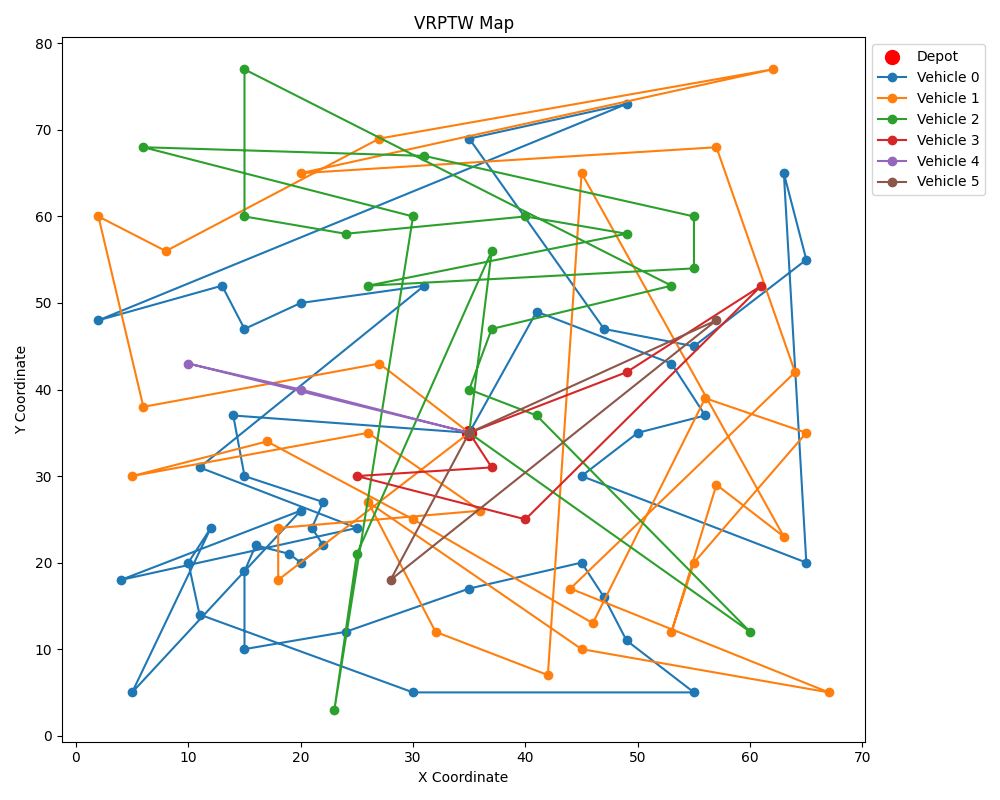 VRPTW Map
Y Coordinate
80
70
60
50
40
30
20
10
0
0 10 20 30 40 50 60 70
X Coordinate
Depot
Vehicle 0
Vehicle 1
Vehicle 2
Vehicle 3
Vehicle 4
Vehicle 5